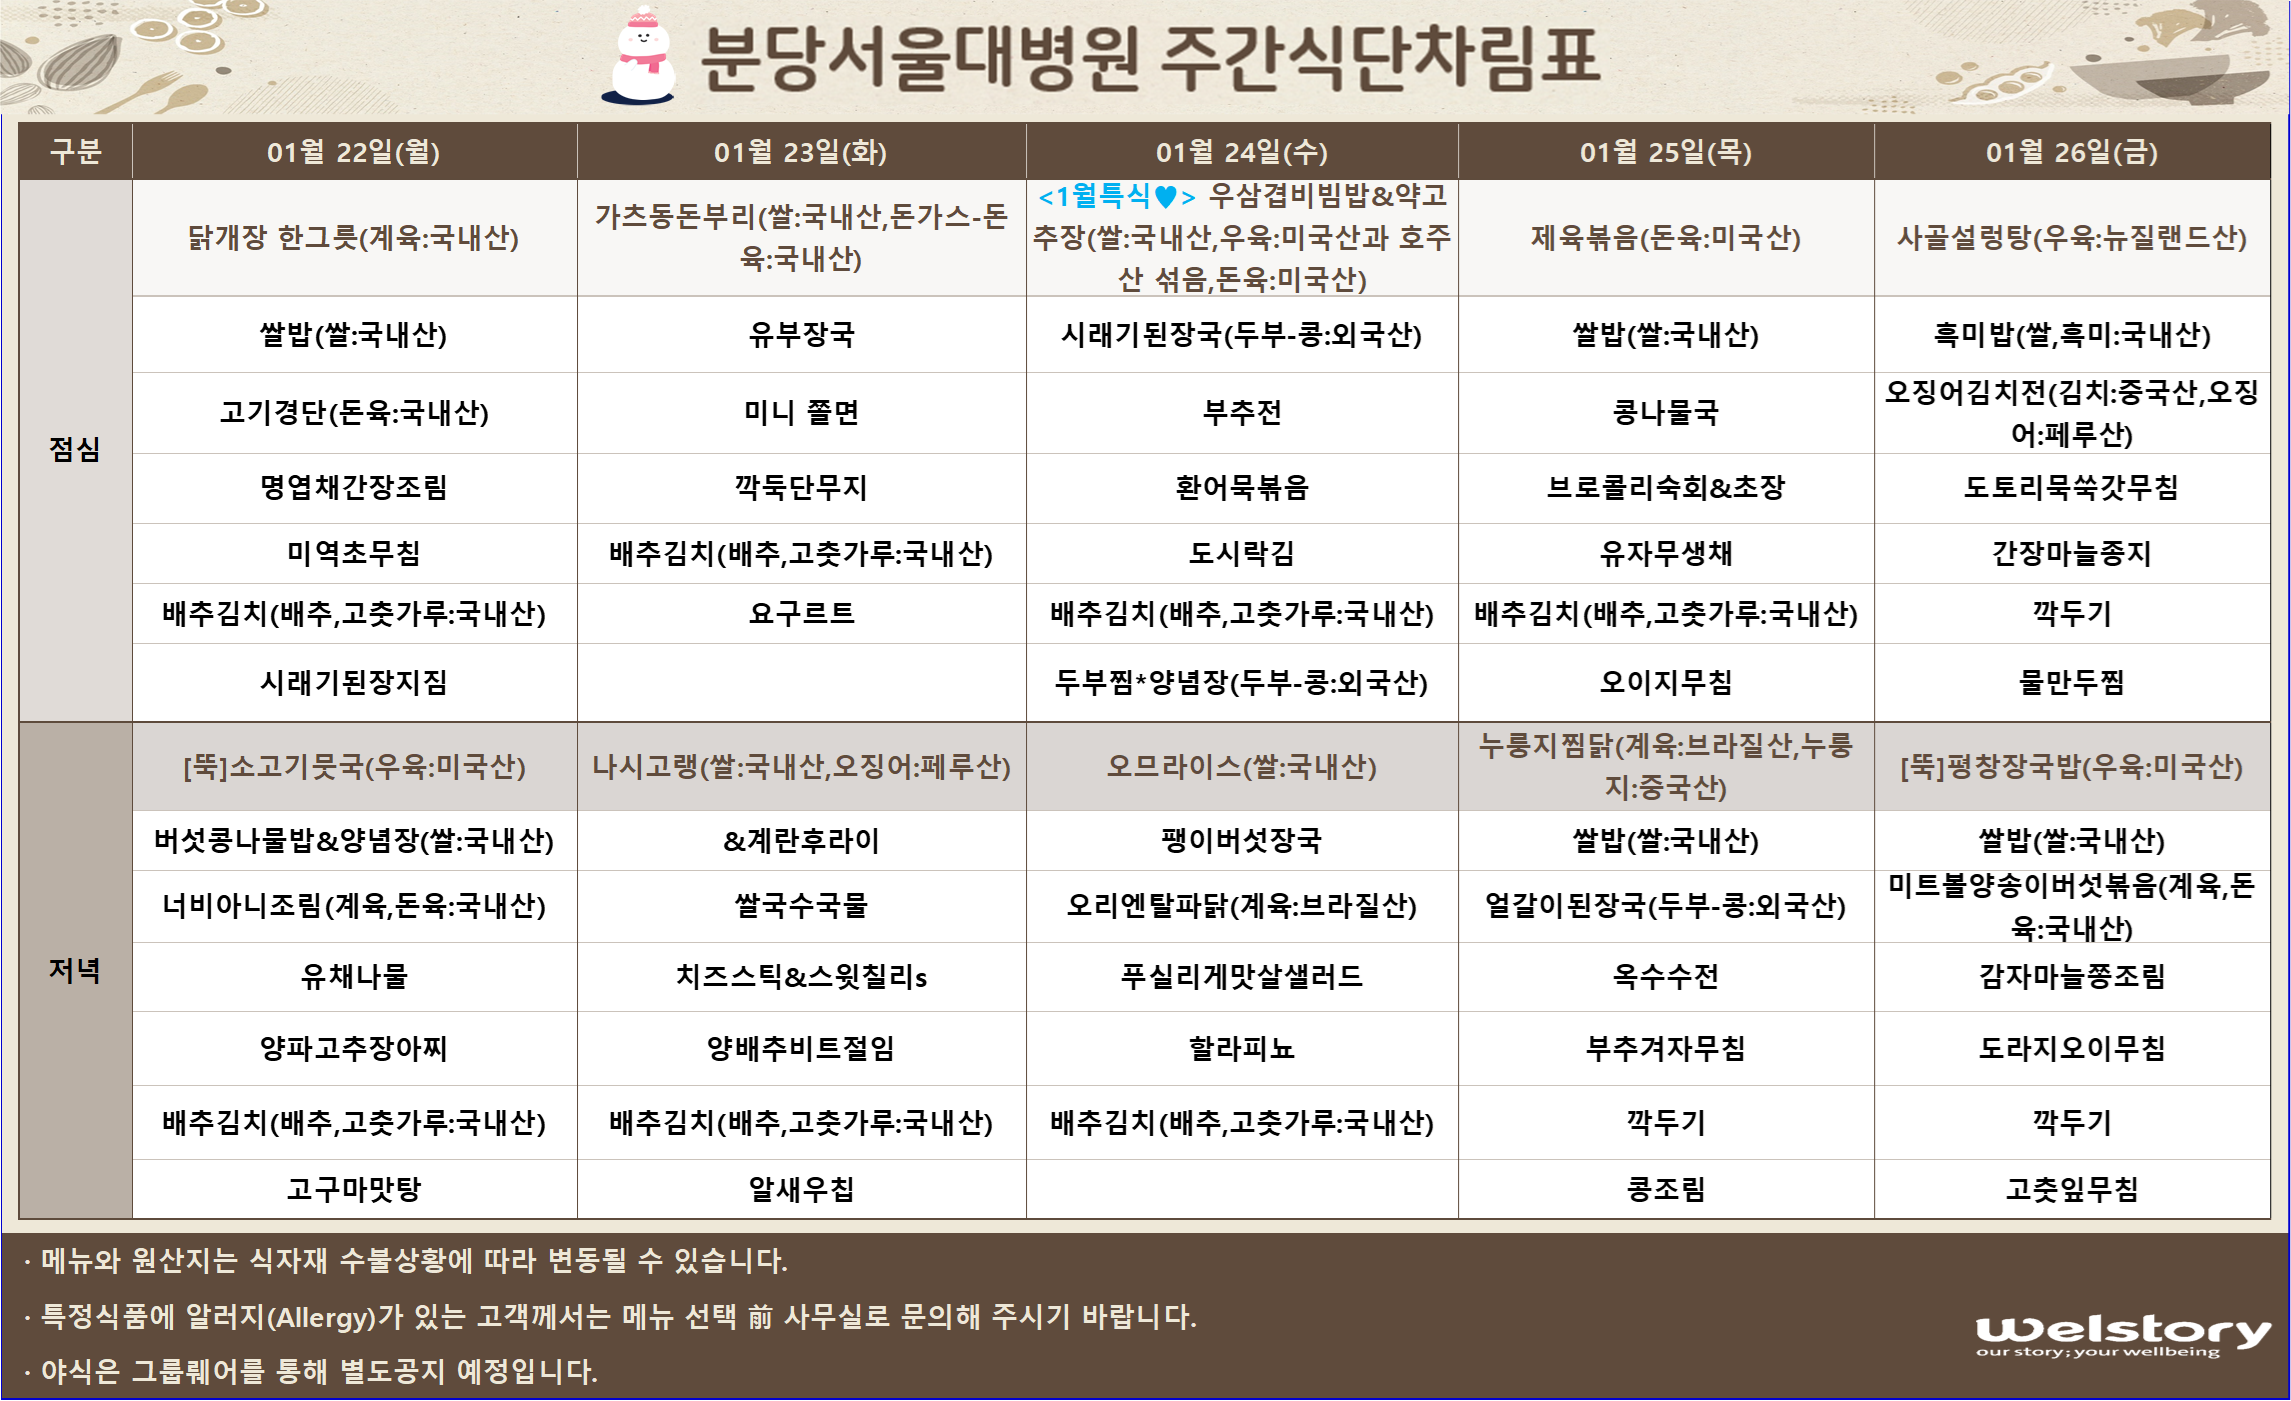 분당서울대병원 주간식단차림표
구분 01월 22일(월) 01월 23일(화) 01월 24일(수) 01월 25일(목) 01월 26일(금)
점심
닭개장 한그릇(계육:국내산)
가츠동돈부리(쌀:국내산,돈가스-돈
육:국내산)
<1월특식♥> 우삼겹비빔밥&약고
추장(쌀:국내산,우육:미국산과 호주
산 섞음,돈육:미국산)
제육볶음(돈육:미국산)
사골설렁탕(우육:뉴질랜드산)
쌀밥(쌀:국내산) 유부장국 시래기된장국(두부-콩:외국산) 쌀밥(쌀:국내산) 흑미밥(쌀,흑미:국내산)
고기경단(돈육:국내산) 미니 쫄면 부추전 콩나물국
오징어김치전(김치:중국산,오징
어:페루산)
명엽채간장조림 깍둑단무지 환어묵볶음 브로콜리숙회&초장 도토리묵쑥갓무침
미역초무침 배추김치(배추,고춧가루:국내산) 도시락김 유자무생채 간장마늘종지
배추김치(배추,고춧가루:국내산) 요구르트 배추김치(배추,고춧가루:국내산) 배추김치(배추,고춧가루:국내산) 깍두기
시래기된장지짐 두부찜*양념장(두부-콩:외국산) 오이지무침 물만두찜
저녁
[뚝]소고기뭇국(우육:미국산) 나시고랭(쌀:국내산,오징어:페루산) 오므라이스(쌀:국내산)
누룽지찜닭(계육:브라질산,누룽
지:중국산)
[뚝]평창장국밥(우육:미국산)
버섯콩나물밥&양념장(쌀:국내산) &계란후라이 팽이버섯장국 쌀밥(쌀:국내산) 쌀밥(쌀:국내산)
너비아니조림(계육,돈육:국내산) 쌀국수국물 오리엔탈파닭(계육:브라질산) 얼갈이된장국(두부-콩:외국산)
미트볼양송이버섯볶음(계육,돈
육:국내산)
유채나물 치즈스틱&스윗칠리s 푸실리게맛살샐러드 옥수수전 감자마늘쫑조림
양파고추장아찌 양배추비트절임 할라피뇨 부추겨자무침 도라지오이무침
배추김치(배추,고춧가루:국내산) 배추김치(배추,고춧가루:국내산) 배추김치(배추,고춧가루:국내산) 깍두기 깍두기
고구마맛탕 알새우칩 콩조림 고춧잎무침
· 메뉴와 원산지는 식자재 수불상황에 따라 변동될 수 있습니다.
· 특정식품에 알러지(Allergy)가 있는 고객께서는 메뉴 선택 前 사무실로 문의해 주시기 바랍니다.
· 야식은 그룹뤠어를 통해 별도공지 예정입니다.
welstory
our story; your wellbeing